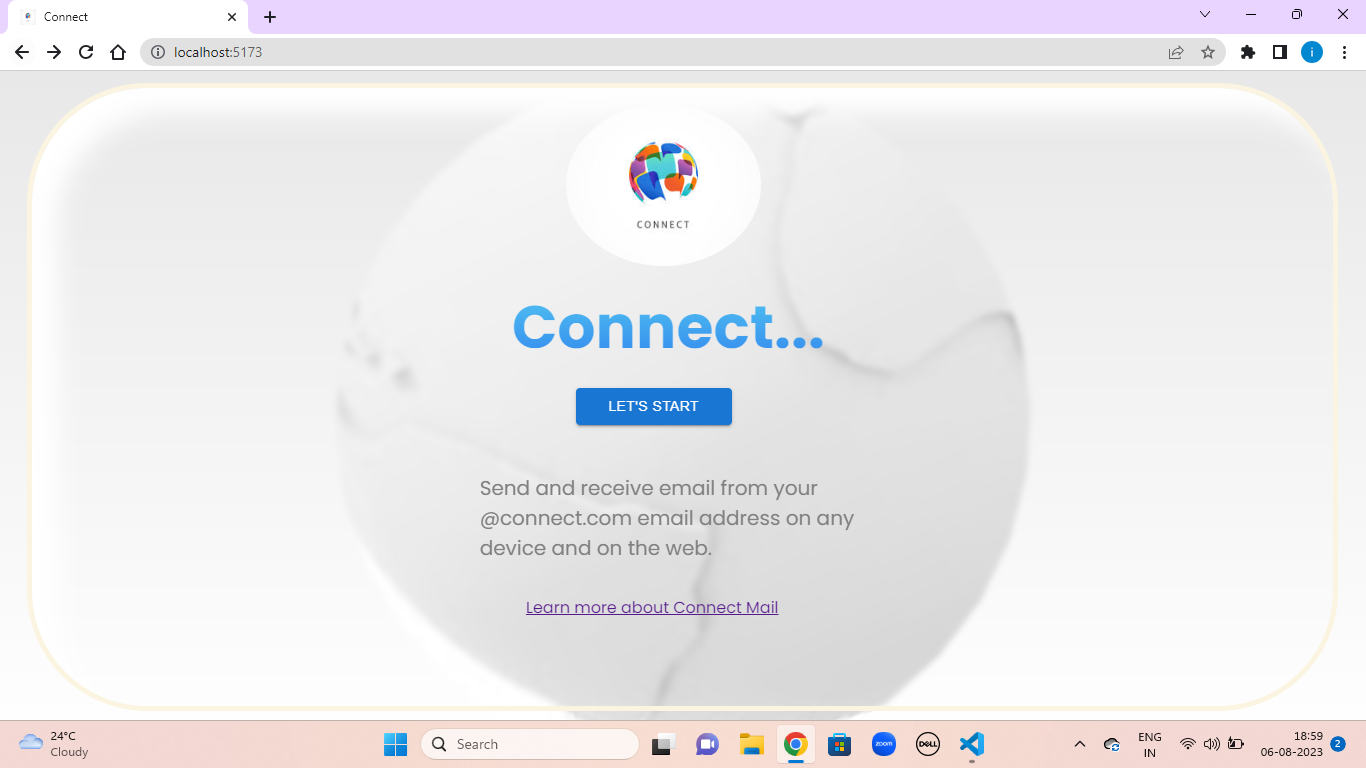 Connect
localhost:5173
i
CONNECT
Connect...
LET'S START
Send and receive email from your
@connect.com email address on any
device and on the web.
Learn more about Connect Mail
24°C
Cloudy
Search
zoom
DELL
ENG
IN
18:59
06-08-2023
2